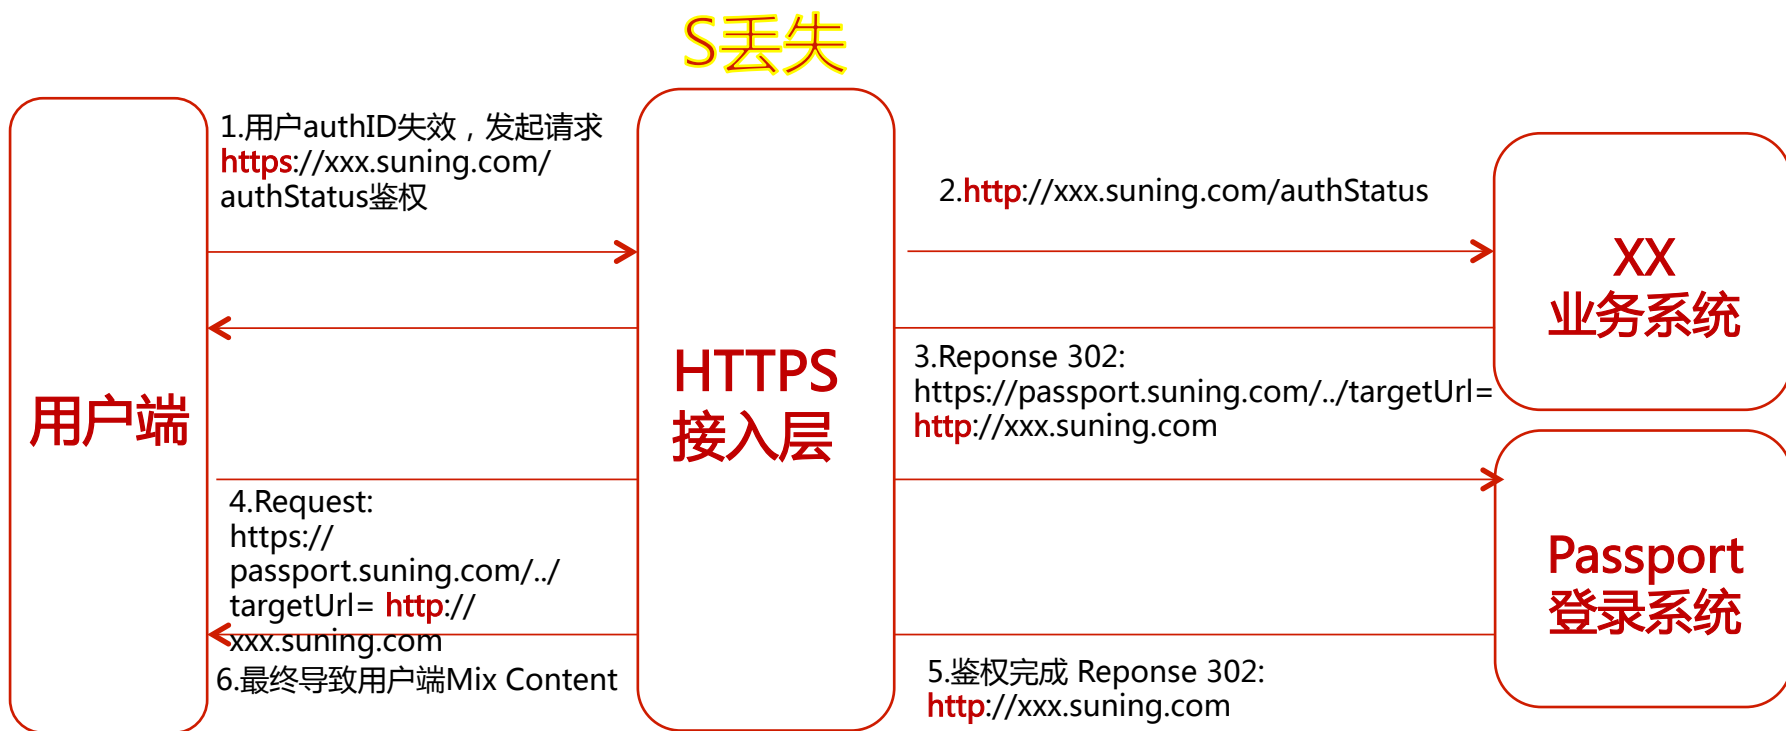 S丢失
1.用户authID失效，发起请求
https://xxx.suning.com/
authStatus鉴权
2.http://xxx.suning.com/authStatus
XX
业务系统
HTTPS
接入层
用户端
3.Reponse 302:
https://passport.suning.com/../targetUrl=
http://xxx.suning.com
4.Request:
https://
passport.suning.com/../
targetUrl= http://
xxx.suning.com
Passport
登录系统
6.最终导致用户端Mix Content
5.鉴权完成 Reponse 302:
http://xxx.suning.com